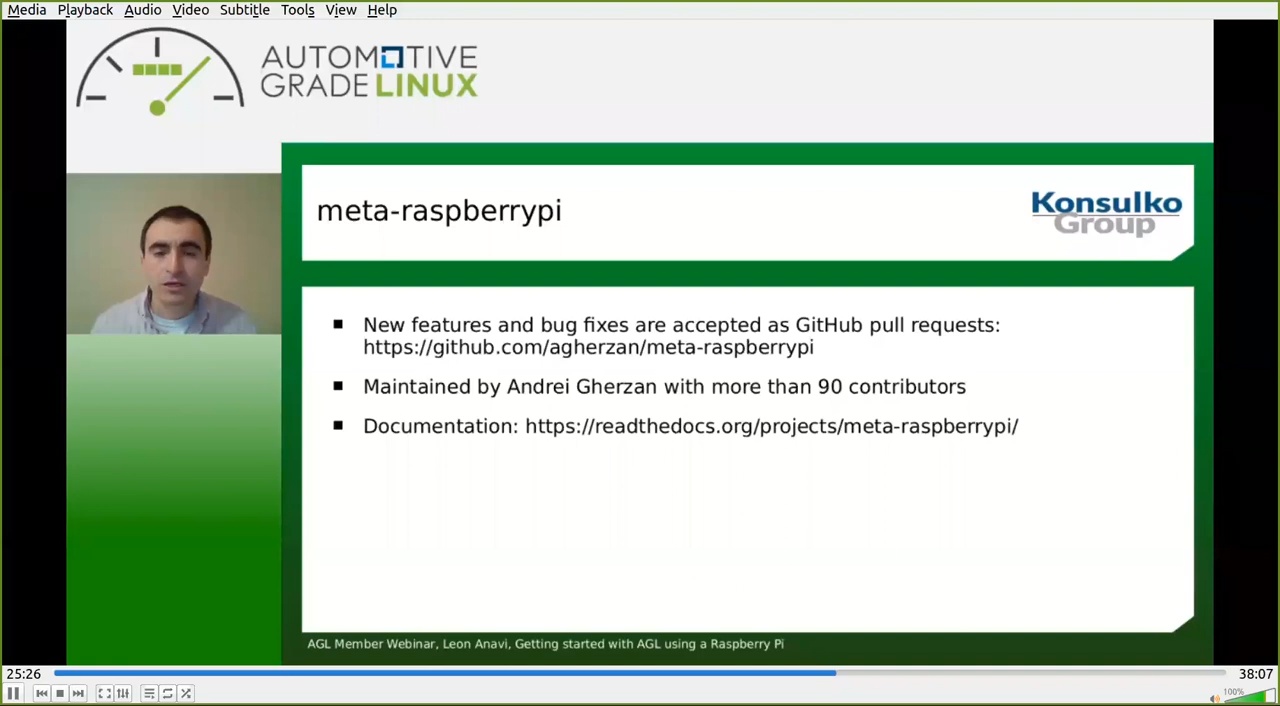 Media Playback Audio Video Subtitle Tools View Help
AUTOMOTIVE
GRADE LINUX
meta-raspberrypi
Konsulko
Group
▪ New features and bug fixes are accepted as GitHub pull requests:
https://github.com/agherzan/meta-raspberrypi
▪ Maintained by Andrei Gherzan with more than 90 contributors
▪ Documentation: https://readthedocs.org/projects/meta-raspberrypi/
AGL Member Webinar, Leon Anavi, Getting started with AGL using a Raspberry Pi
25:26 38:07
100%